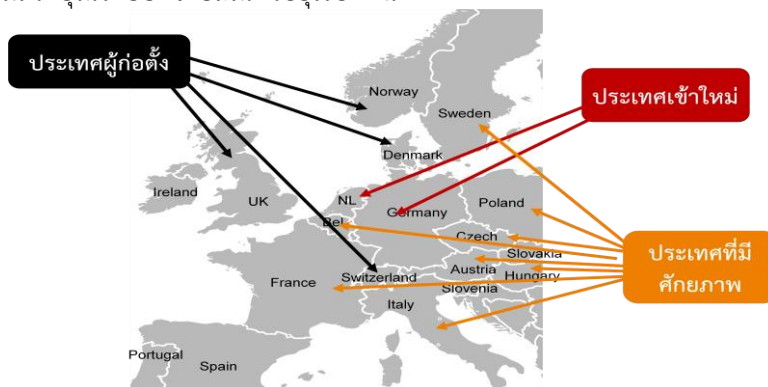 ประเทศผู้ก่อตั้ง
ประเทศเข้าใหม่
Norway
Sweden
Denmark
Ireland
UK
NL
Germany
Poland
Bel
Czech
Slovakia
ประเทศที่มี
ศักยภาพ
France
Switzerland
Austria
Hungary
Slovenia
Italy
Portugal
Spain